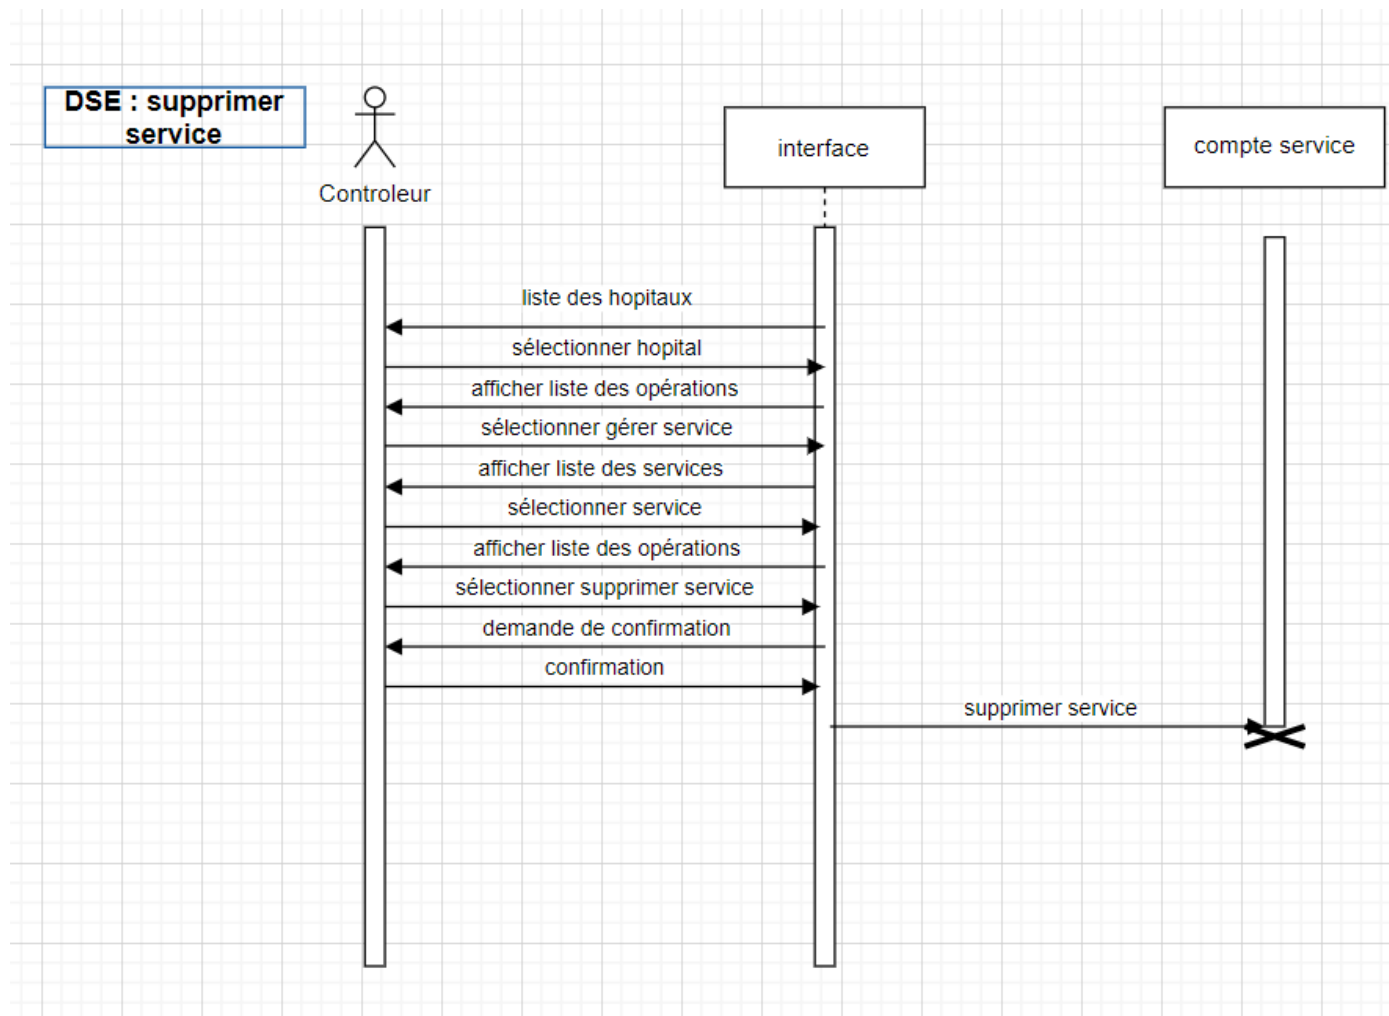 DSE : supprimer
service
Controleur
interface
compte service
liste des hopitaux
sélectionner hopital
afficher liste des opérations
sélectionner gérer service
afficher liste des services
sélectionner service
afficher liste des opérations
sélectionner supprimer service
demande de confirmation
confirmation
supprimer service